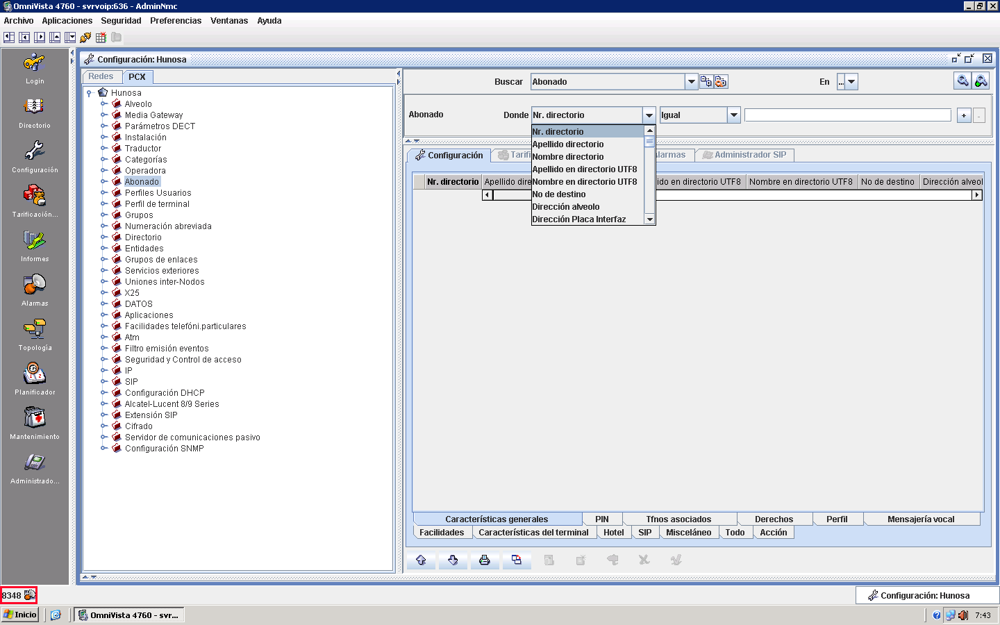 OmniVista 4760 - svrvoip:636 - AdminNmc
Archivo Aplicaciones Seguridad Preferencias Ventanas Ayuda
Login
Directorio
Configuración
Tarificación...
Informes
Alarmas
Topología
Planificador
Mantenimiento
Administrado...
Configuración: Hunosa
Redes PCX
Hunosa
Alveolo
Media Gateway
Parámetros DECT
Instalación
Traductor
Categorías
Operadora
Abonado
Perfiles Usuarios
Perfil de terminal
Grupos
Numeración abreviada
Directorio
Entidades
Grupos de enlaces
Servicios exteriores
Uniones inter-Nodos
X25
DATOS
Aplicaciones
Facilidades telefóni.particulares
Atm
Filtro emisión eventos
Seguridad y Control de acceso
IP
SIP
Configuración DHCP
Alcatel-Lucent 8/9 Series
Extensión SIP
Cifrado
Servidor de comunicaciones pasivo
Configuración SNMP
Buscar Abonado En ...
Abonado Donde Nr. directorio Igual + -
Nr. directorio
Apellido directorio
Nombre directorio
Apellido en directorio UTF8
Nombre en directorio UTF8
No de destino
Dirección alveolo
Dirección Placa Interfaz
Configuración Tarifi larmas Administrador SIP
Nr. directorio Apellido dire ido en directorio UTF8 Nombre en directorio UTF8 No de destino Dirección alveol
Características generales PIN Tfnos asociados Derechos Perfil Mensajería vocal
Facilidades Características del terminal Hotel SIP Misceláneo Todo Acción
8348
Configuración: Hunosa
Inicio
OmniVista 4760 - svr...
7:43